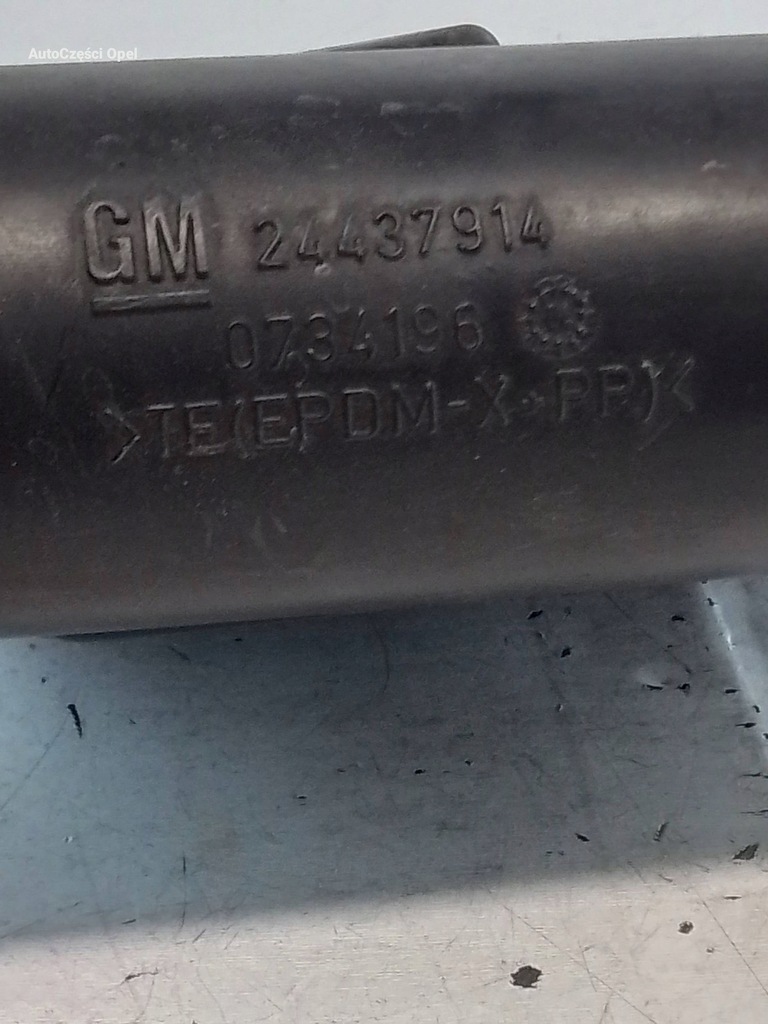 AutoCzęści Opel
GM 24437914
0734196
>TE(EPDM-X+PP)<